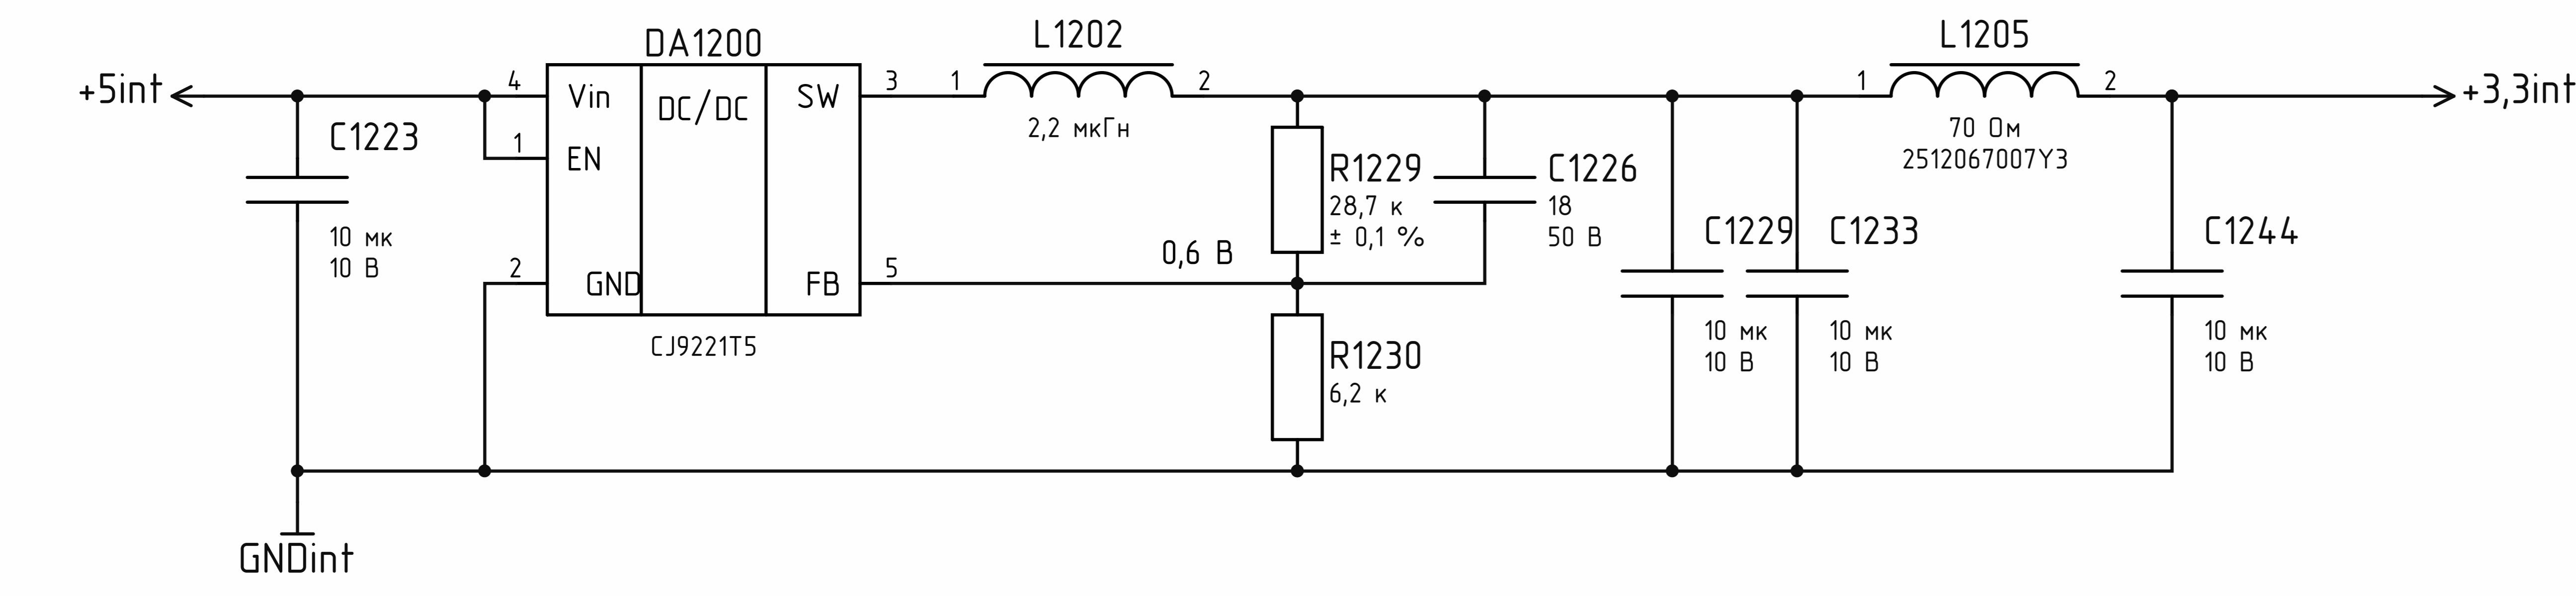 DA1200
L1202
L1205
+5int
4
Vin
DC/DC
SW
3
1
2
1
2
+3,3int
C1223
1
EN
2,2 мкГн
70 Ом
2512067007Y3
R1229
28,7 к
± 0,1 %
C1226
18
50 В
10 мк
10 В
C1229
C1233
C1244
0,6 В
2
GND
FB
5
CJ9221T5
R1230
6,2 к
10 мк
10 В
10 мк
10 В
10 мк
10 В
GNDint